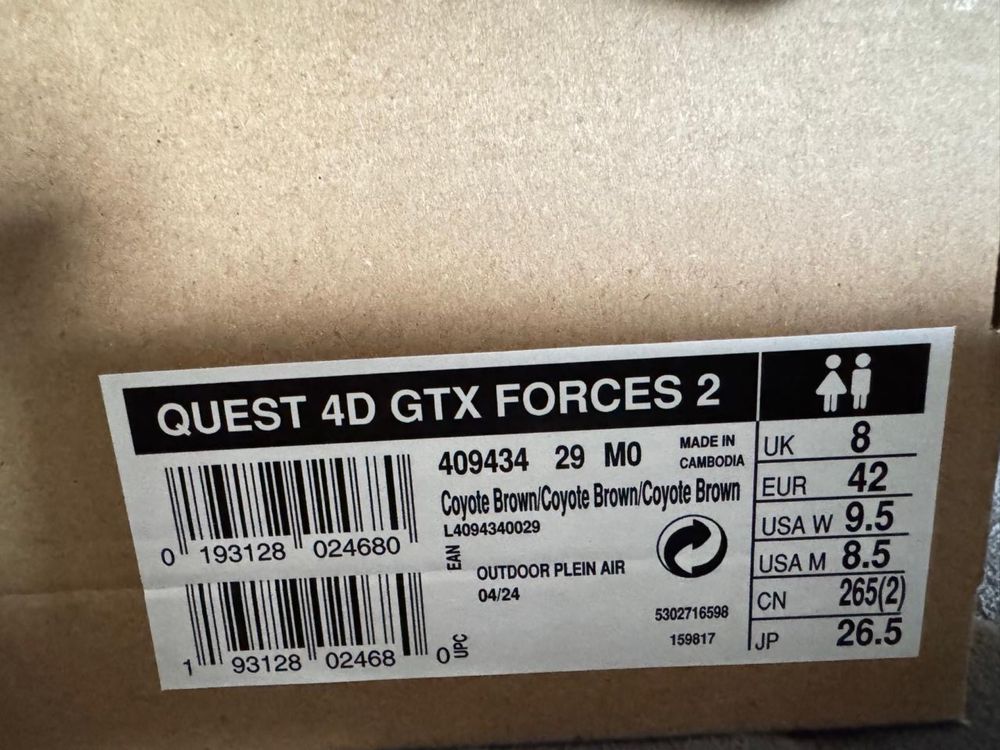 QUEST 4D GTX FORCES 2
409434 29 M0
MADE IN
CAMBODIA
Coyote Brown/Coyote Brown/Coyote Brown
L4094340029
0 193128 024680
EAN
OUTDOOR PLEIN AIR
04/24
5302716598
159817
1 93128 02468 0
UPC
UK 8
EUR 42
USA W 9.5
USA M 8.5
CN 265(2)
JP 26.5